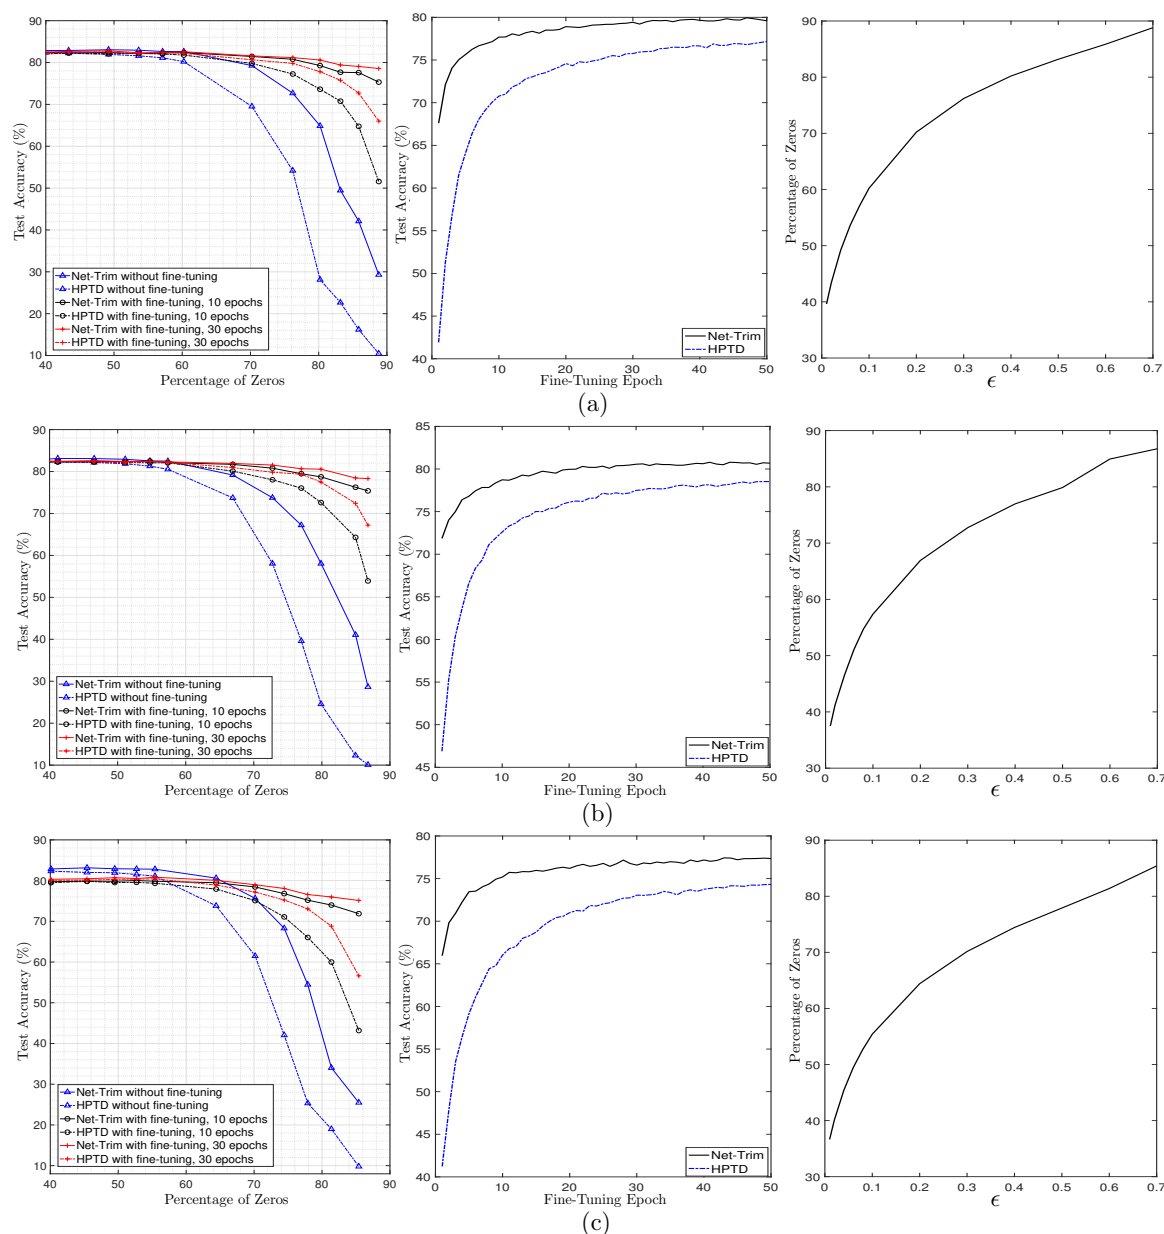 90
80
70
60
50
40
30
20
10
40 50 60 70 80 90
Test Accuracy (%)
Percentage of Zeros
Net-Trim without fine-tuning
HPTD without fine-tuning
Net-Trim with fine-tuning, 10 epochs
HPTD with fine-tuning, 10 epochs
Net-Trim with fine-tuning, 30 epochs
HPTD with fine-tuning, 30 epochs
80
75
70
65
60
55
50
45
40
0 10 20 30 40 50
Test Accuracy (%)
Fine-Tuning Epoch
Net-Trim
HPTD
90
80
70
60
50
40
30
0 0.1 0.2 0.3 0.4 0.5 0.6 0.7
Percentage of Zeros
ϵ
(a)
90
80
70
60
50
40
30
20
10
40 50 60 70 80 90
Test Accuracy (%)
Percentage of Zeros
Net-Trim without fine-tuning
HPTD without fine-tuning
Net-Trim with fine-tuning, 10 epochs
HPTD with fine-tuning, 10 epochs
Net-Trim with fine-tuning, 30 epochs
HPTD with fine-tuning, 30 epochs
85
80
75
70
65
60
55
50
45
0 10 20 30 40 50
Test Accuracy (%)
Fine-Tuning Epoch
Net-Trim
HPTD
90
80
70
60
50
40
30
0 0.1 0.2 0.3 0.4 0.5 0.6 0.7
Percentage of Zeros
ϵ
(b)
90
80
70
60
50
40
30
20
10
40 50 60 70 80 90
Test Accuracy (%)
Percentage of Zeros
Net-Trim without fine-tuning
HPTD without fine-tuning
Net-Trim with fine-tuning, 10 epochs
HPTD with fine-tuning, 10 epochs
Net-Trim with fine-tuning, 30 epochs
HPTD with fine-tuning, 30 epochs
80
75
70
65
60
55
50
45
40
0 10 20 30 40 50
Test Accuracy (%)
Fine-Tuning Epoch
Net-Trim
HPTD
90
80
70
60
50
40
30
0 0.1 0.2 0.3 0.4 0.5 0.6 0.7
Percentage of Zeros
ϵ
(c)